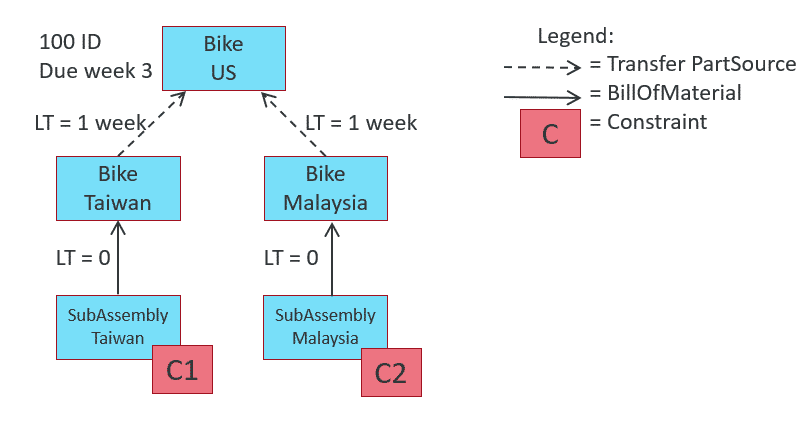 100 ID
Due week 3
Bike
US
Legend:
= Transfer PartSource
= BillOfMaterial
C
= Constraint
LT = 1 week
LT = 1 week
Bike
Taiwan
Bike
Malaysia
LT = 0
LT = 0
SubAssembly
Taiwan
C1
SubAssembly
Malaysia
C2